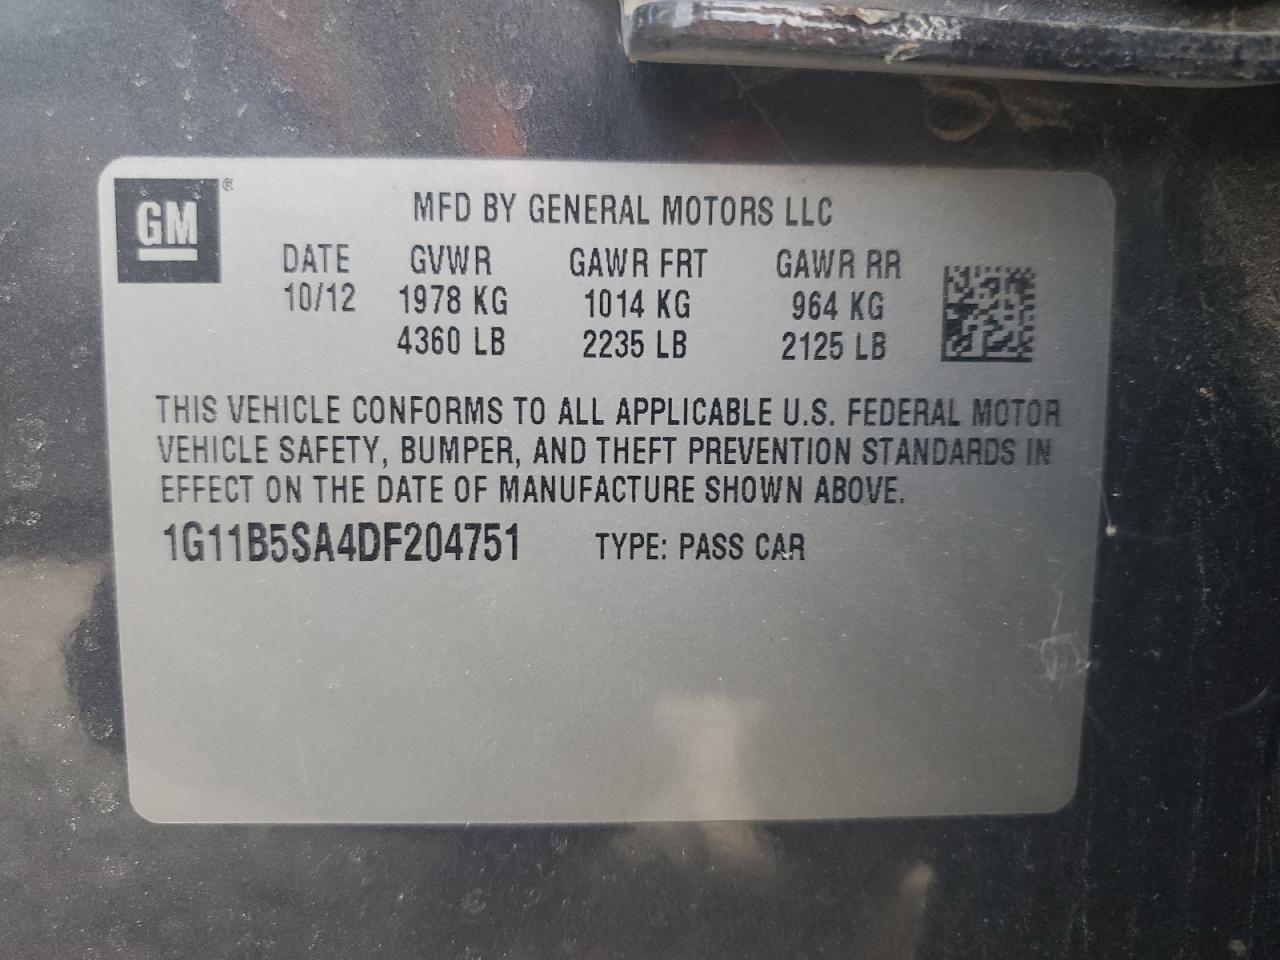 GM ®
MFD BY GENERAL MOTORS LLC
DATE GVWR GAWR FRT GAWR RR
10/12 1978 KG 1014 KG 964 KG
4360 LB 2235 LB 2125 LB
THIS VEHICLE CONFORMS TO ALL APPLICABLE U.S. FEDERAL MOTOR
VEHICLE SAFETY, BUMPER, AND THEFT PREVENTION STANDARDS IN
EFFECT ON THE DATE OF MANUFACTURE SHOWN ABOVE.
1G11B5SA4DF204751 TYPE: PASS CAR